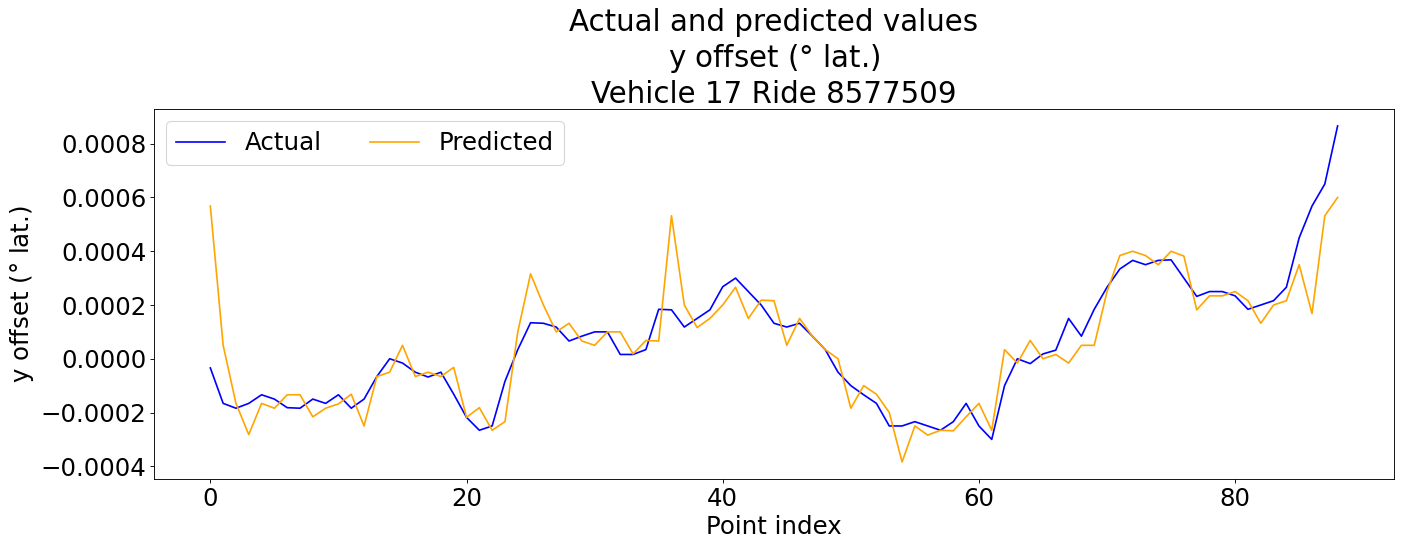 Actual and predicted values
y offset (° lat.)
Vehicle 17 Ride 8577509
Actual
Predicted
y offset (° lat.)
0.0008
0.0006
0.0004
0.0002
0.0000
−0.0002
−0.0004
0
20
40
60
80
Point index